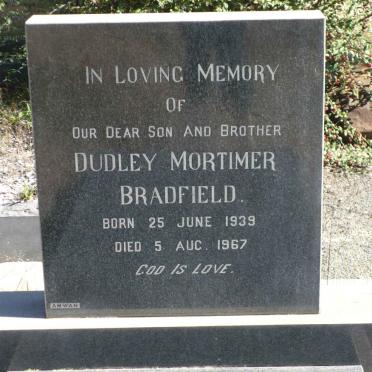 IN LOVING MEMORY
OF
OUR DEAR SON AND BROTHER
DUDLEY MORTIMER
BRADFIELD.
BORN 25 JUNE 1939
DIED 5 AUG. 1967
GOD IS LOVE.
ARWAN